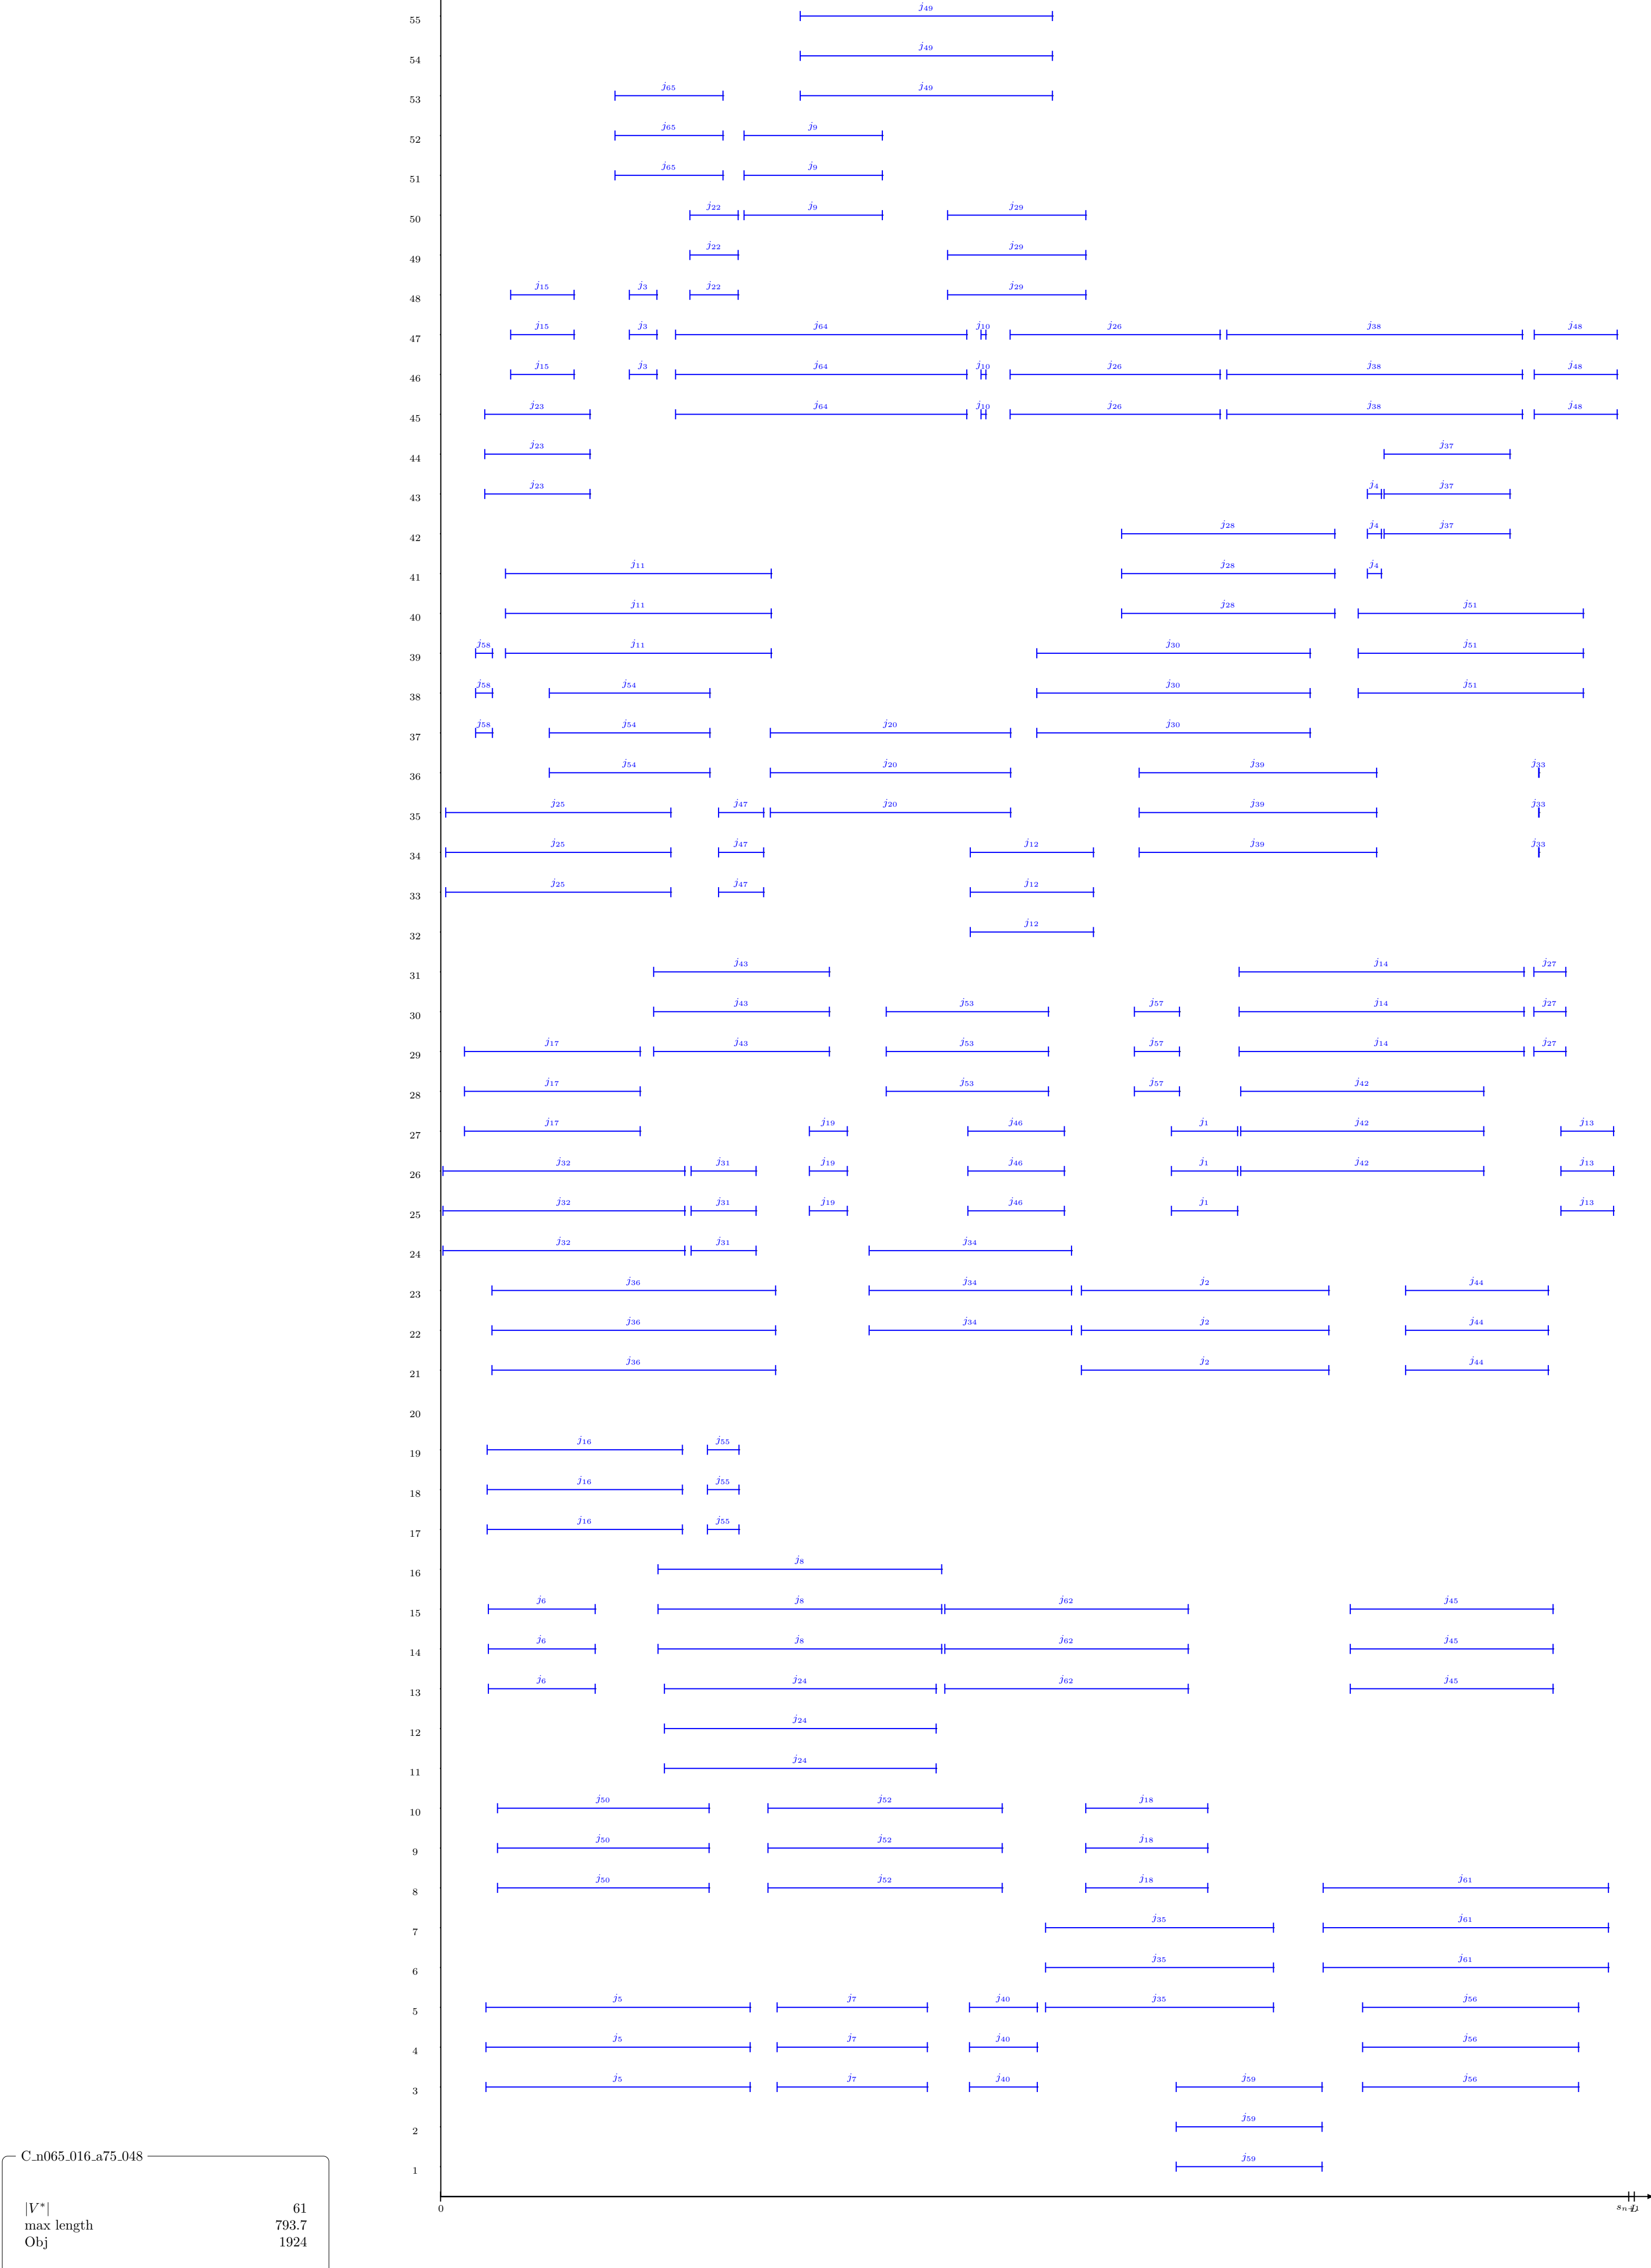 55 j49
54 j49
53 j65 j49
52 j65 j9
51 j65 j9
50 j22 j9 j29
49 j22 j29
48 j15 j3 j22 j29
47 j15 j3 j64 j10 j26 j38 j48
46 j15 j3 j64 j10 j26 j38 j48
45 j23 j64 j10 j26 j38 j48
44 j23 j37
43 j23 j4 j37
42 j28 j4 j37
41 j11 j28 j4
40 j11 j28 j51
39 j58 j11 j30 j51
38 j58 j54 j30 j51
37 j58 j54 j20 j30
36 j54 j20 j39 j33
35 j25 j47 j20 j39 j33
34 j25 j47 j12 j39 j33
33 j25 j47 j12
32 j12
31 j43 j14 j27
30 j43 j53 j57 j14 j27
29 j17 j43 j53 j57 j14 j27
28 j17 j53 j57 j42
27 j17 j19 j46 j1 j42 j13
26 j32 j31 j19 j46 j1 j42 j13
25 j32 j31 j19 j46 j1 j13
24 j32 j31 j34
23 j36 j34 j2 j44
22 j36 j34 j2 j44
21 j36 j2 j44
20
19 j16 j55
18 j16 j55
17 j16 j55
16 j8
15 j6 j8 j62 j45
14 j6 j8 j62 j45
13 j6 j24 j62 j45
12 j24
11 j24
10 j50 j52 j18
9 j50 j52 j18
8 j50 j52 j18 j61
7 j35 j61
6 j35 j61
5 j5 j7 j40 j35 j56
4 j5 j7 j40 j56
3 j5 j7 j40 j59 j56
2 j59
1 j59
0
C_n065_016_a75_048
|V*| 61
max length 793.7
Obj 1924